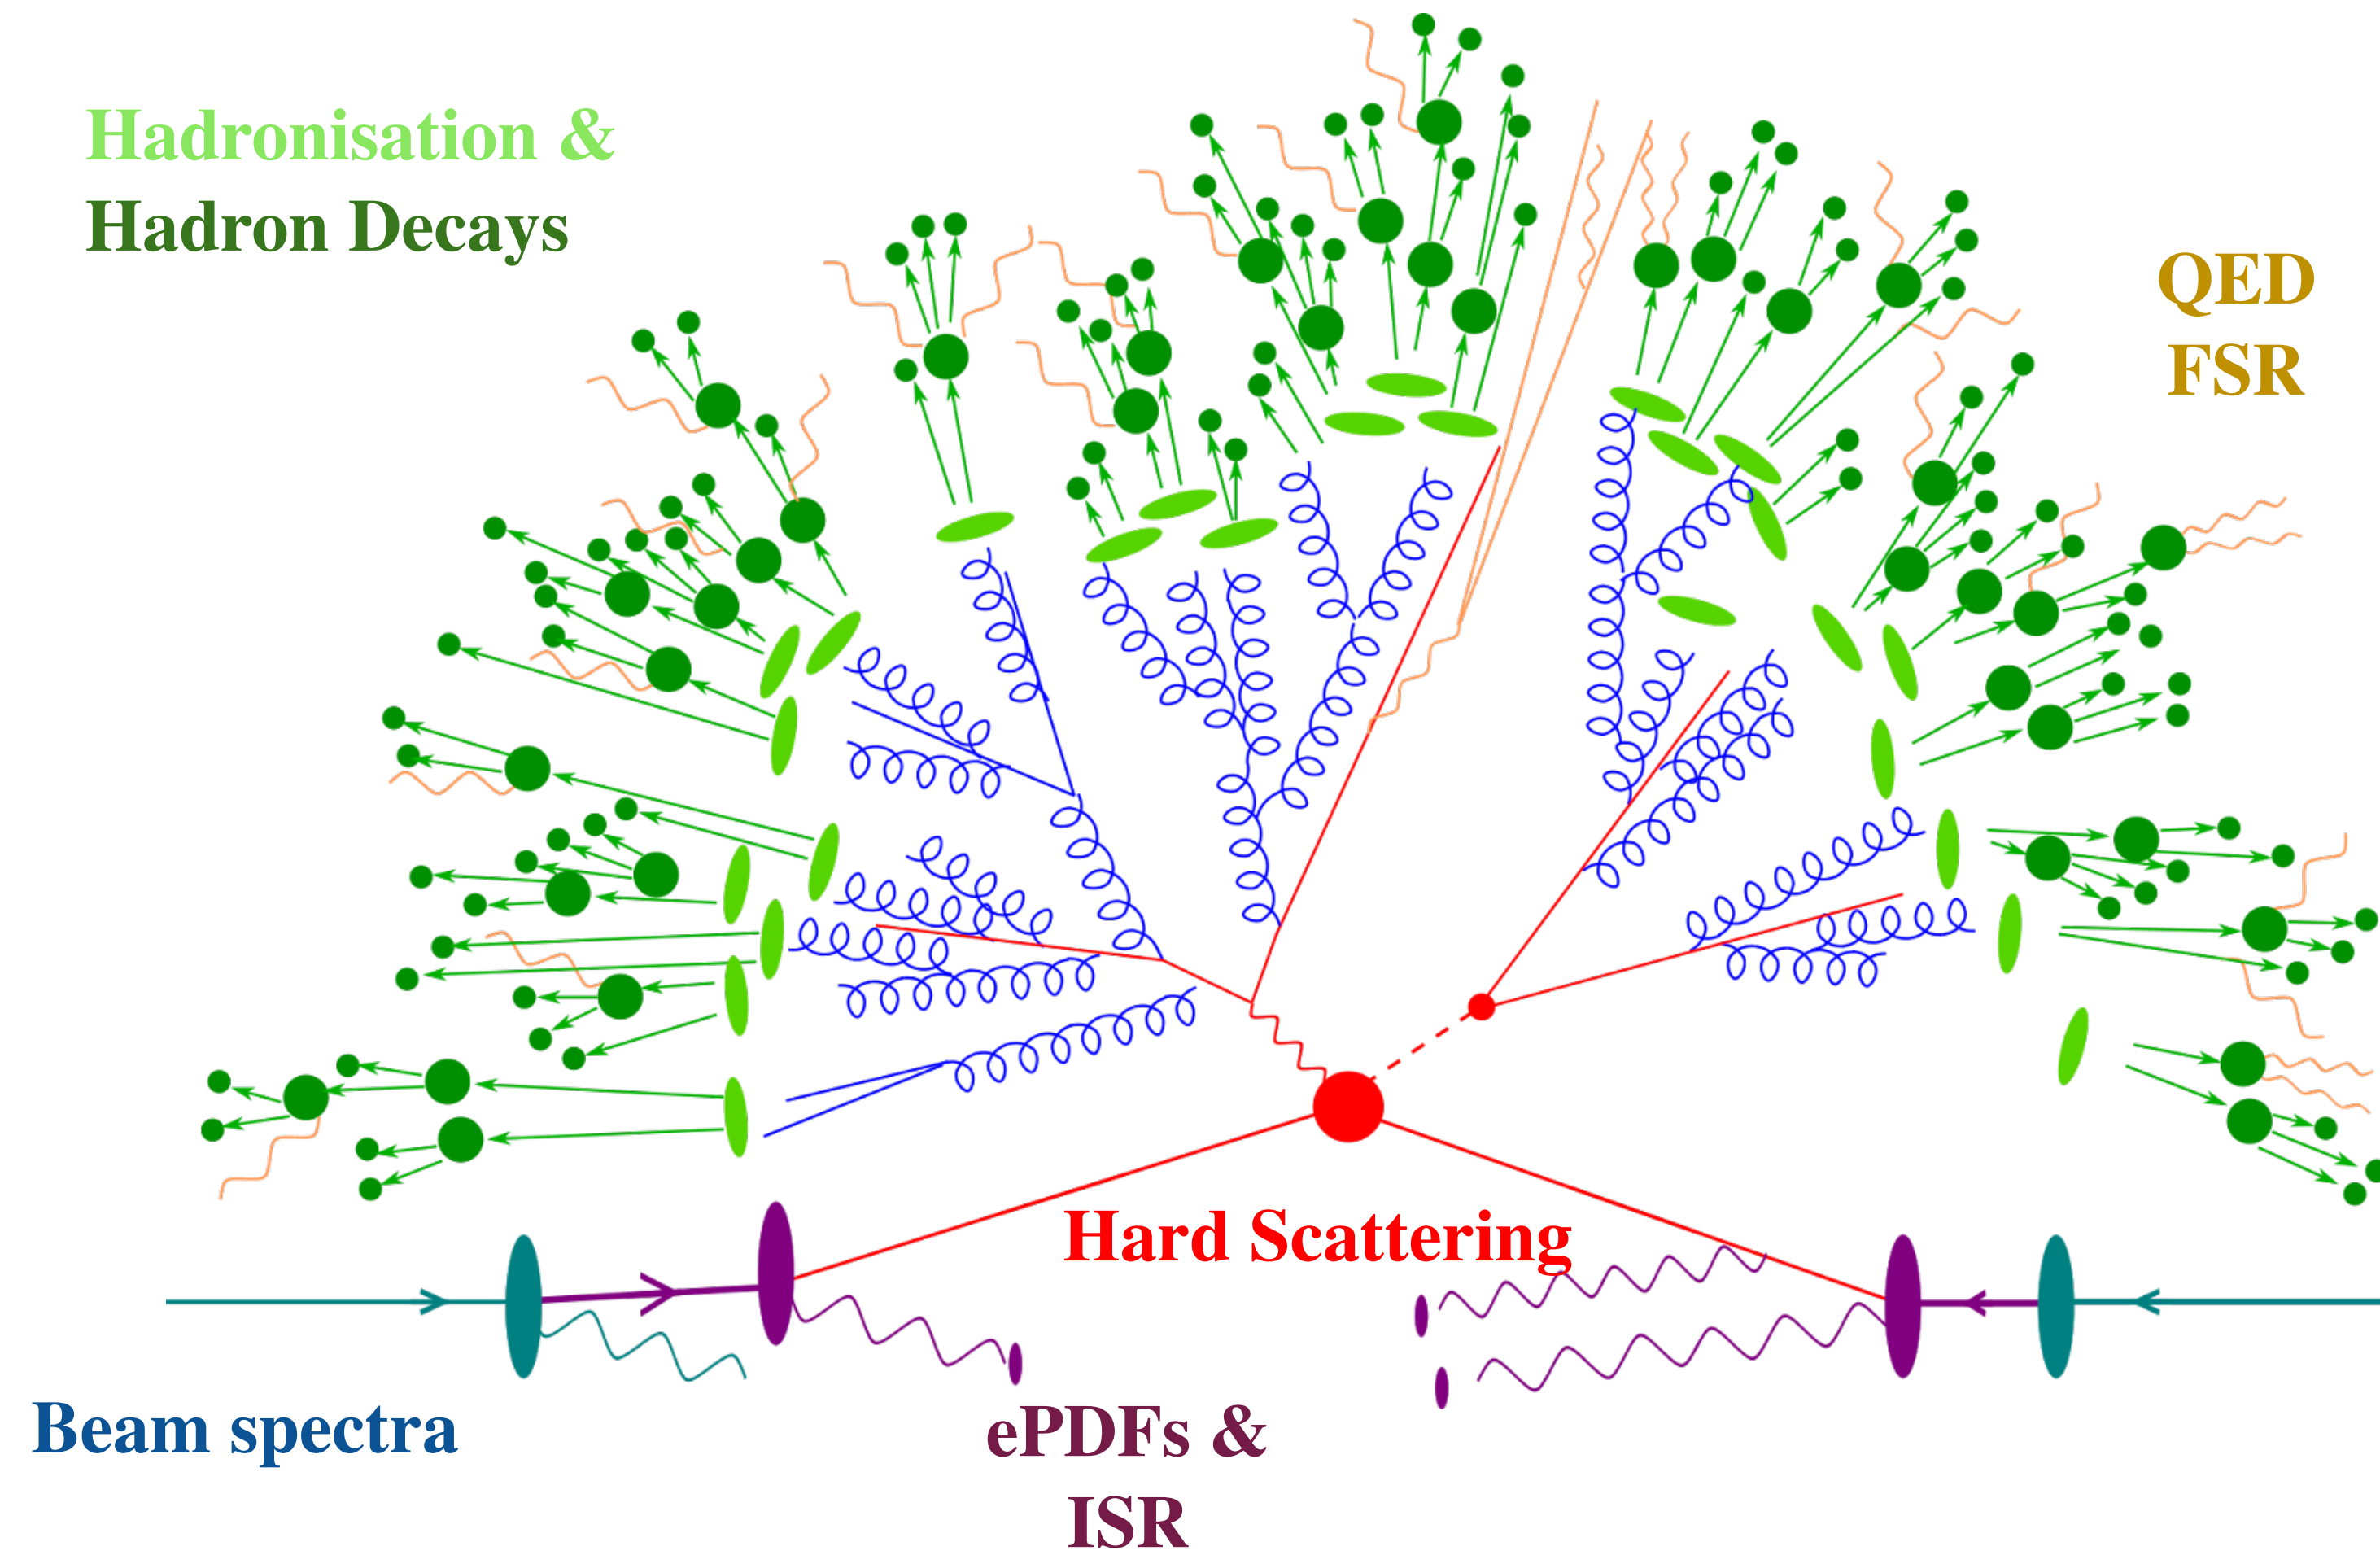 Hadronisation &
Hadron Decays
QED
FSR
Hard Scattering
Beam spectra
ePDFs &
ISR